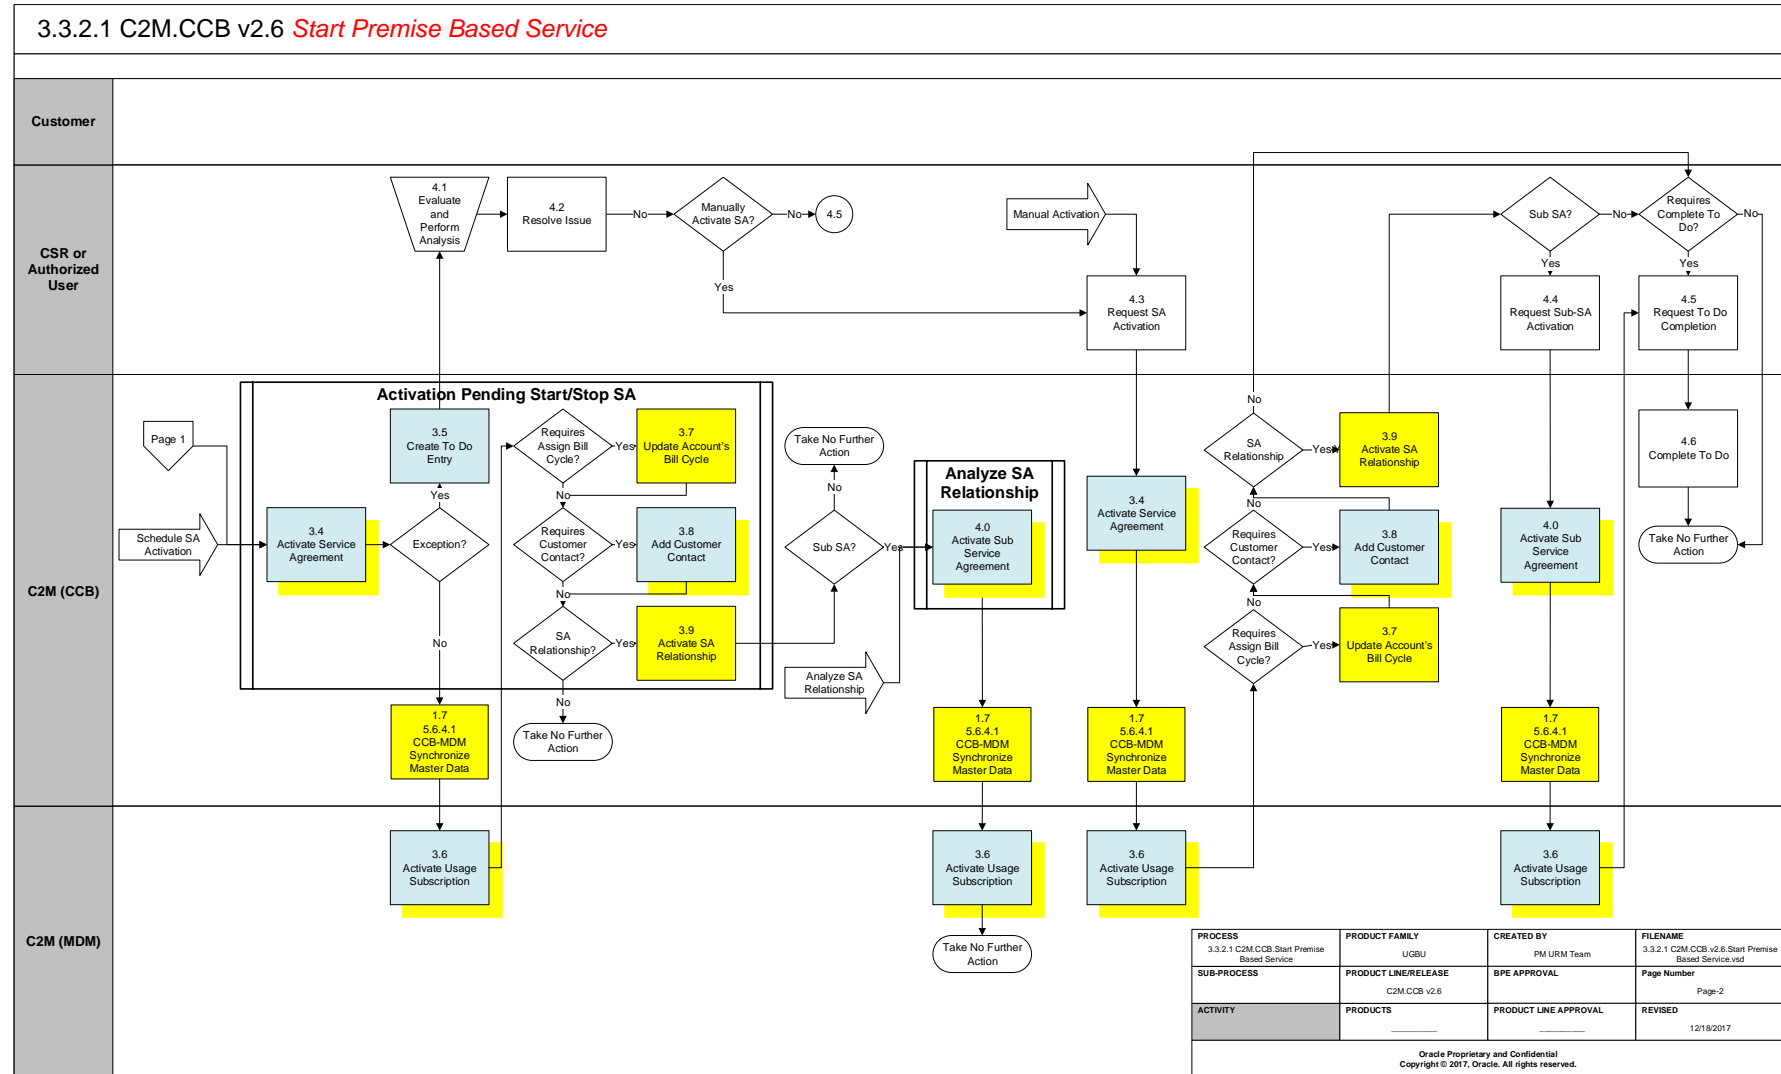 3.3.2.1 C2M.CCB v2.6 Start Premise Based Service
Customer
CSR or
Authorized
User
4.1
Evaluate
and
Perform
Analysis
4.2
Resolve Issue
No
Manually
Activate SA?
No
4.5
Yes
Manual Activation
4.3
Request SA
Activation
Sub SA?
No
Requires
Complete To
Do?
No
Yes
Yes
4.4
Request Sub-SA
Activation
4.5
Request To Do
Completion
C2M (CCB)
Page 1
Schedule SA
Activation
Activation Pending Start/Stop SA
3.4
Activate Service
Agreement
3.5
Create To Do
Entry
Yes
Exception?
No
Requires
Assign Bill
Cycle?
Yes
3.7
Update Account's
Bill Cycle
No
Requires
Customer
Contact?
Yes
3.8
Add Customer
Contact
No
SA
Relationship?
Yes
3.9
Activate SA
Relationship
No
Take No Further
Action
1.7
5.6.4.1
CCB-MDM
Synchronize
Master Data
Take No Further
Action
No
Sub SA?
Yes
Analyze SA
Relationship
Analyze SA
Relationship
4.0
Activate Sub
Service
Agreement
1.7
5.6.4.1
CCB-MDM
Synchronize
Master Data
3.4
Activate Service
Agreement
1.7
5.6.4.1
CCB-MDM
Synchronize
Master Data
No
SA
Relationship
Yes
3.9
Activate SA
Relationship
No
Requires
Customer
Contact?
Yes
3.8
Add Customer
Contact
No
Requires
Assign Bill
Cycle?
Yes
3.7
Update Account's
Bill Cycle
4.0
Activate Sub
Service
Agreement
1.7
5.6.4.1
CCB-MDM
Synchronize
Master Data
4.6
Complete To Do
Take No Further
Action
C2M (MDM)
3.6
Activate Usage
Subscription
3.6
Activate Usage
Subscription
Take No Further
Action
3.6
Activate Usage
Subscription
3.6
Activate Usage
Subscription
PROCESS
3.3.2.1 C2M.CCB.Start Premise
Based Service
PRODUCT FAMILY
UGBU
CREATED BY
PM URM Team
FILENAME
3.3.2.1 C2M.CCB.v2.6.Start Premise
Based Service.vsd
SUB-PROCESS
PRODUCT LINE/RELEASE
C2M.CCB v2.6
BPE APPROVAL
Page Number
Page-2
ACTIVITY
PRODUCTS
PRODUCT LINE APPROVAL
REVISED
12/18/2017
Oracle Proprietary and Confidential
Copyright © 2017, Oracle. All rights reserved.